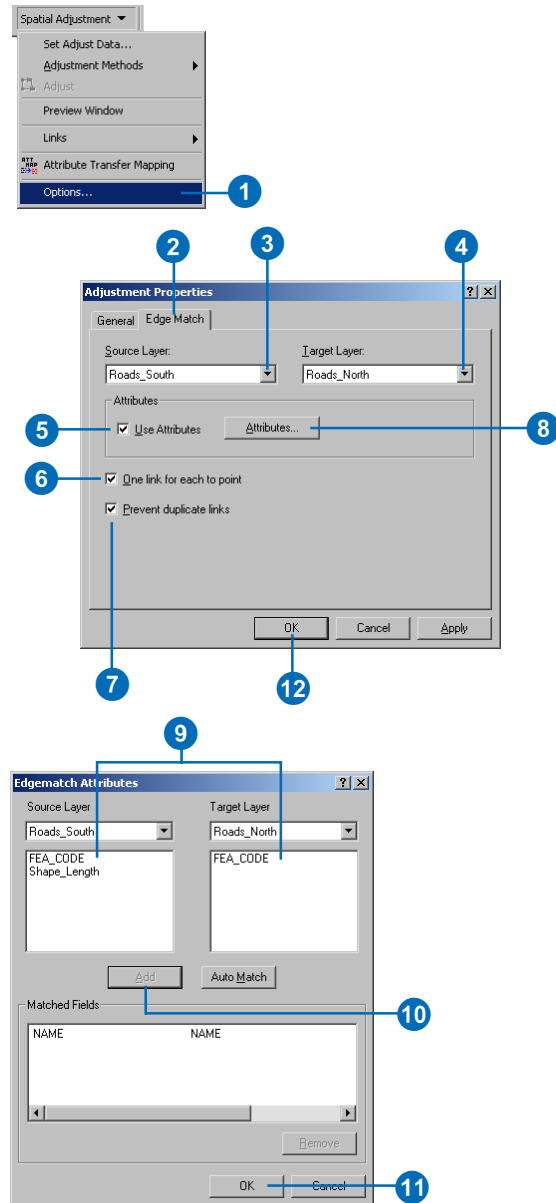 Spatial Adjustment
Set Adjust Data...
Adjustment Methods
Adjust
Preview Window
Links
ATT MAP Attribute Transfer Mapping
Options...
1
2
3
4
Adjustment Properties
General Edge Match
Source Layer: Target Layer:
Roads_South Roads_North
Attributes
5 Use Attributes Attributes... 8
6 One link for each to point
Prevent duplicate links
OK Cancel Apply
7 12
9
Edgematch Attributes
Source Layer Target Layer
Roads_South Roads_North
FEA_CODE FEA_CODE
Shape_Length
Add Auto Match
10
Matched Fields
NAME NAME
Remove
OK Cancel 11